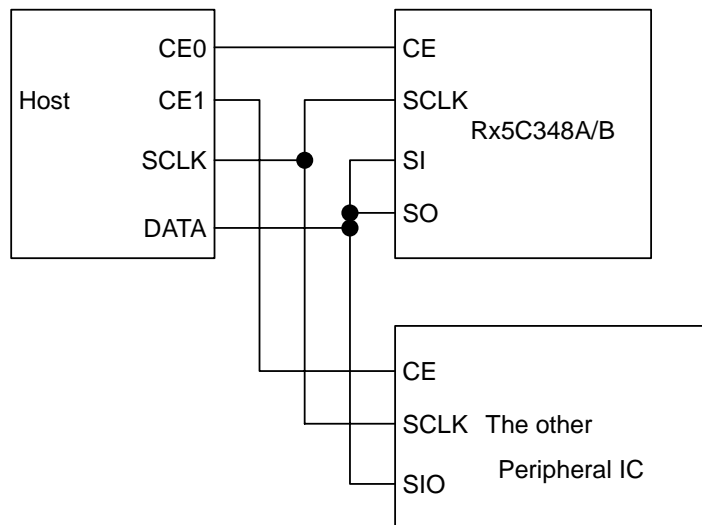 CE0
CE
Host
CE1
SCLK
Rx5C348A/B
SCLK
SI
DATA
SO
CE
SCLK
The other
Peripheral IC
SIO